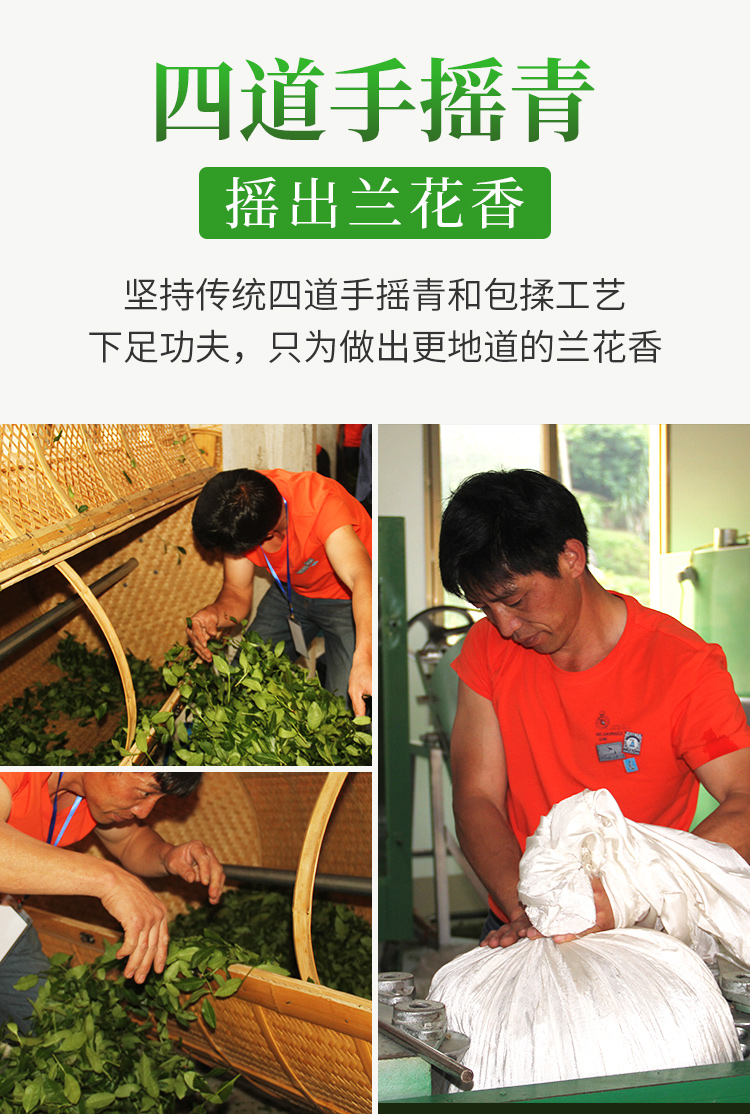 四道手摇青
摇出兰花香
坚持传统四道手摇青和包揉工艺
下足功夫，只为做出更地道的兰花香